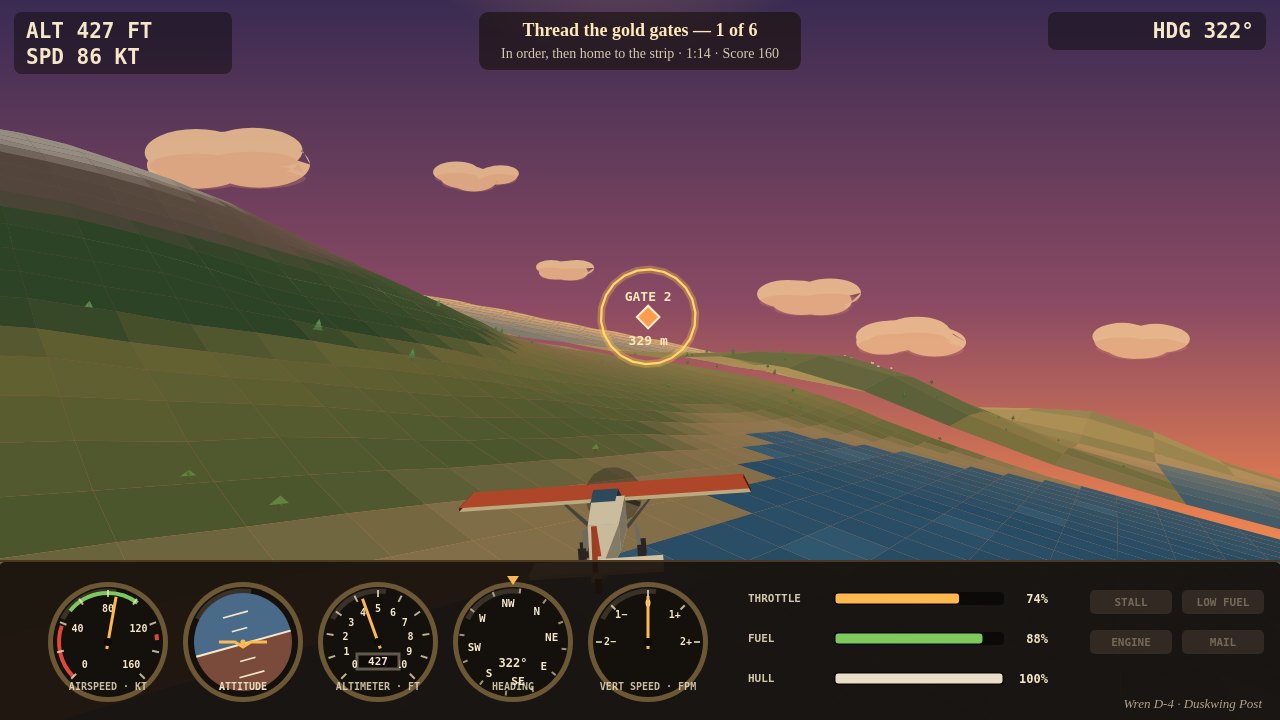 ALT 427 FT
SPD 86 KT
Thread the gold gates — 1 of 6
In order, then home to the strip · 1:14 · Score 160
HDG 322°
GATE 2
329 m
0 40 80 120 160
AIRSPEED · KT
ATTITUDE
0 1 2 3 4 5 6 7 8 9
427
ALTIMETER · FT
NW N NE E SE S SW W
322°
HEADING
2− 1− 0 1+ 2+
VERT SPEED · FPM
THROTTLE 74%
FUEL 88%
HULL 100%
STALL
LOW FUEL
ENGINE
MAIL
Wren D-4 · Duskwing Post